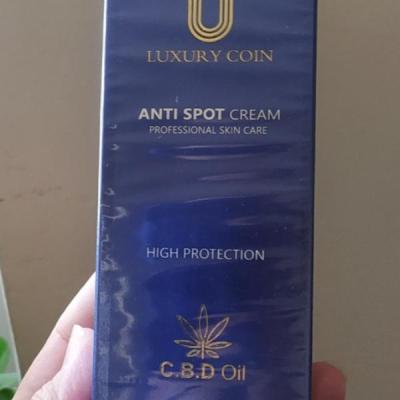 LUXURY COIN
ANTI SPOT CREAM
PROFESSIONAL SKIN CARE
HIGH PROTECTION
C.B.D Oil